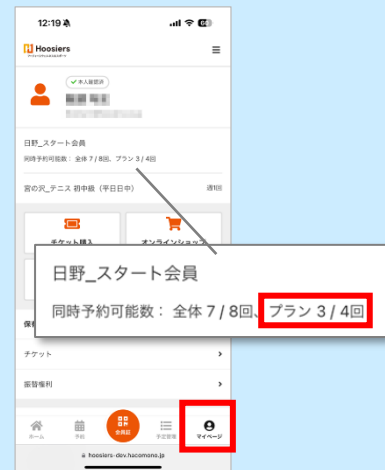 12:19
Hoosiers
本人確認済
日野_スタート会員
同時予約可能数： 全体 7 / 8回、プラン 3 / 4回
宮の沢_テニス 初中級（平日日中）
週1回
チケット購入
オンラインショップ
日野_スタート会員
同時予約可能数： 全体 7 / 8回、プラン 3 / 4回
チケット
振替権利
ホーム
予約
会員証
予定管理
マイページ
hoosiers-dev.hacomono.jp